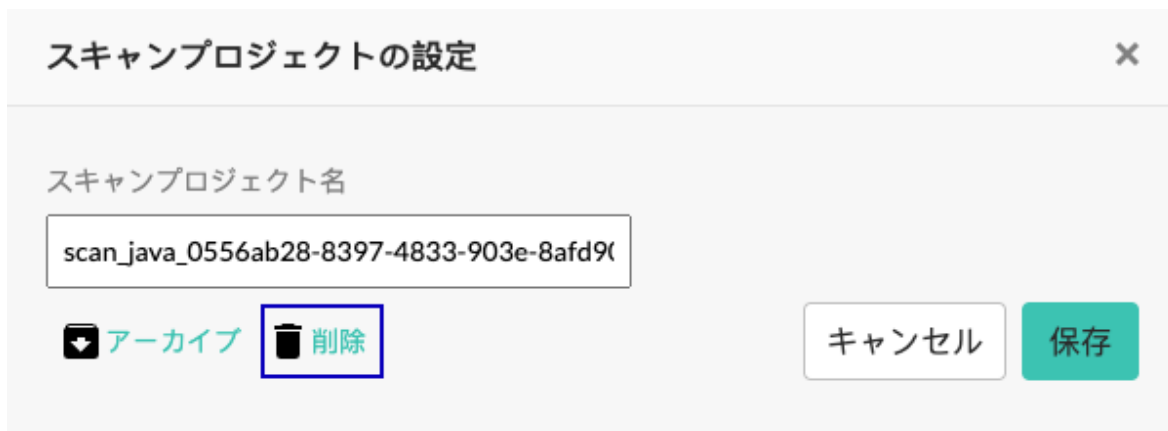 スキャンプロジェクトの設定 ×
スキャンプロジェクト名
scan_java_0556ab28-8397-4833-903e-8afd90
アーカイブ 削除 キャンセル 保存